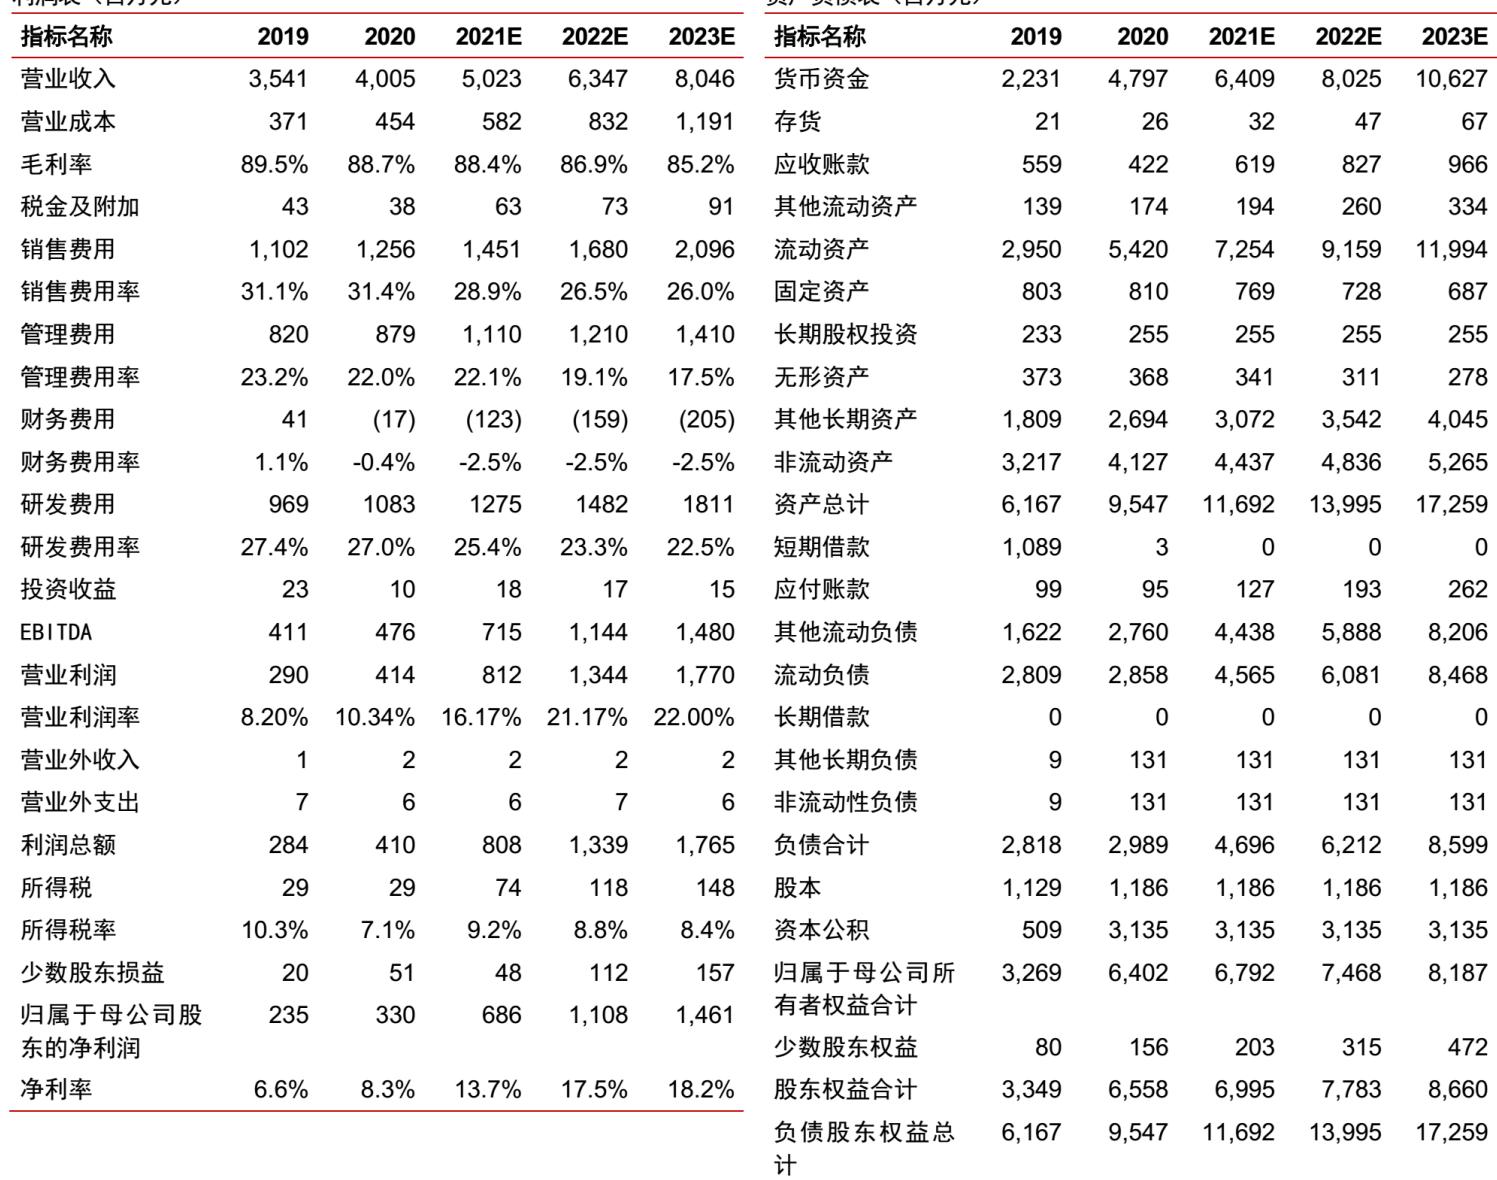 利润表（百万元）
指标名称 2019 2020 2021E 2022E 2023E
营业收入 3,541 4,005 5,023 6,347 8,046
营业成本 371 454 582 832 1,191
毛利率 89.5% 88.7% 88.4% 86.9% 85.2%
税金及附加 43 38 63 73 91
销售费用 1,102 1,256 1,451 1,680 2,096
销售费用率 31.1% 31.4% 28.9% 26.5% 26.0%
管理费用 820 879 1,110 1,210 1,410
管理费用率 23.2% 22.0% 22.1% 19.1% 17.5%
财务费用 41 (17) (123) (159) (205)
财务费用率 1.1% -0.4% -2.5% -2.5% -2.5%
研发费用 969 1083 1275 1482 1811
研发费用率 27.4% 27.0% 25.4% 23.3% 22.5%
投资收益 23 10 18 17 15
EBITDA 411 476 715 1,144 1,480
营业利润 290 414 812 1,344 1,770
营业利润率 8.20% 10.34% 16.17% 21.17% 22.00%
营业外收入 1 2 2 2 2
营业外支出 7 6 6 7 6
利润总额 284 410 808 1,339 1,765
所得税 29 29 74 118 148
所得税率 10.3% 7.1% 9.2% 8.8% 8.4%
少数股东损益 20 51 48 112 157
归属于母公司股 235 330 686 1,108 1,461
东的净利润
净利率 6.6% 8.3% 13.7% 17.5% 18.2%
资产负债表（百万元）
指标名称 2019 2020 2021E 2022E 2023E
货币资金 2,231 4,797 6,409 8,025 10,627
存货 21 26 32 47 67
应收账款 559 422 619 827 966
其他流动资产 139 174 194 260 334
流动资产 2,950 5,420 7,254 9,159 11,994
固定资产 803 810 769 728 687
长期股权投资 233 255 255 255 255
无形资产 373 368 341 311 278
其他长期资产 1,809 2,694 3,072 3,542 4,045
非流动资产 3,217 4,127 4,437 4,836 5,265
资产总计 6,167 9,547 11,692 13,995 17,259
短期借款 1,089 3 0 0 0
应付账款 99 95 127 193 262
其他流动负债 1,622 2,760 4,438 5,888 8,206
流动负债 2,809 2,858 4,565 6,081 8,468
长期借款 0 0 0 0 0
其他长期负债 9 131 131 131 131
非流动性负债 9 131 131 131 131
负债合计 2,818 2,989 4,696 6,212 8,599
股本 1,129 1,186 1,186 1,186 1,186
资本公积 509 3,135 3,135 3,135 3,135
归属于母公司所 3,269 6,402 6,792 7,468 8,187
有者权益合计
少数股东权益 80 156 203 315 472
股东权益合计 3,349 6,558 6,995 7,783 8,660
负债股东权益总 6,167 9,547 11,692 13,995 17,259
计